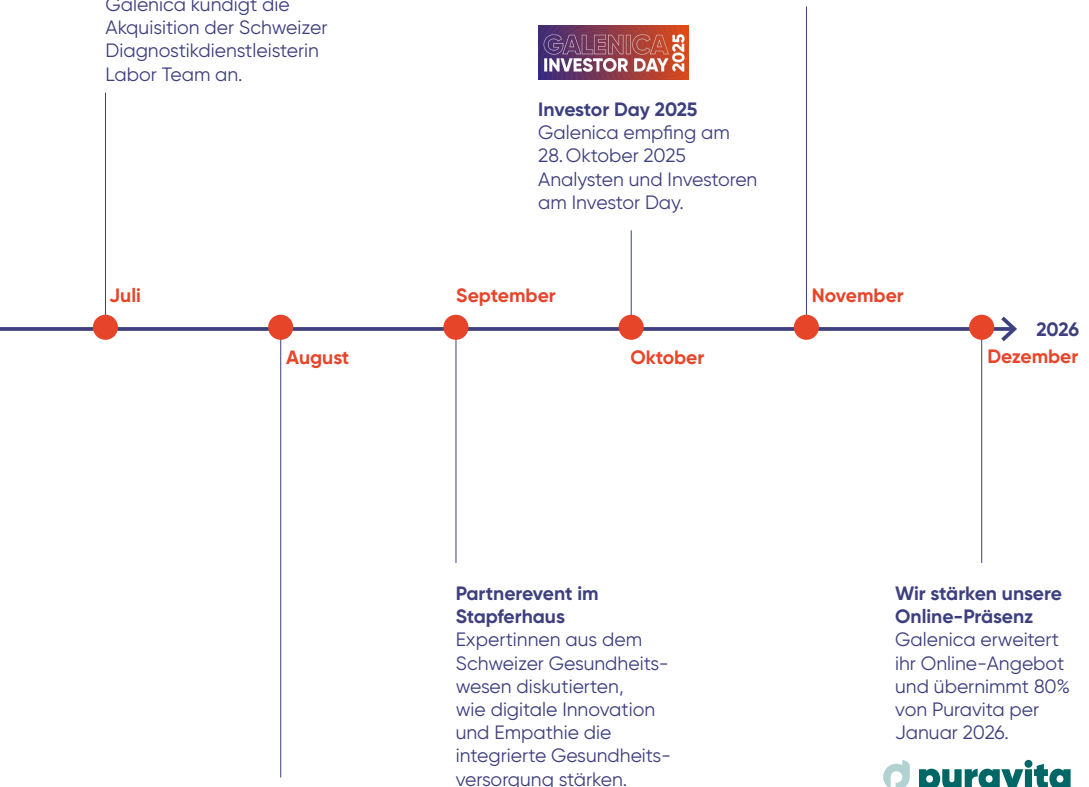 Galenica kündigt die
Akquisition der Schweizer
Diagnostikdienstleisterin
Labor Team an.
GALENICA
INVESTOR DAY
2025
Investor Day 2025
Galenica empfing am
28. Oktober 2025
Analysten und Investoren
am Investor Day.
Juli
September
November
2026
August
Oktober
Dezember
Partnerevent im
Stapferhaus
Expertinnen aus dem
Schweizer Gesundheits-
wesen diskutierten,
wie digitale Innovation
und Empathie die
integrierte Gesundheits-
versorgung stärken.
Wir stärken unsere
Online-Präsenz
Galenica erweitert
ihr Online-Angebot
und übernimmt 80%
von Puravita per
Januar 2026.
puravita